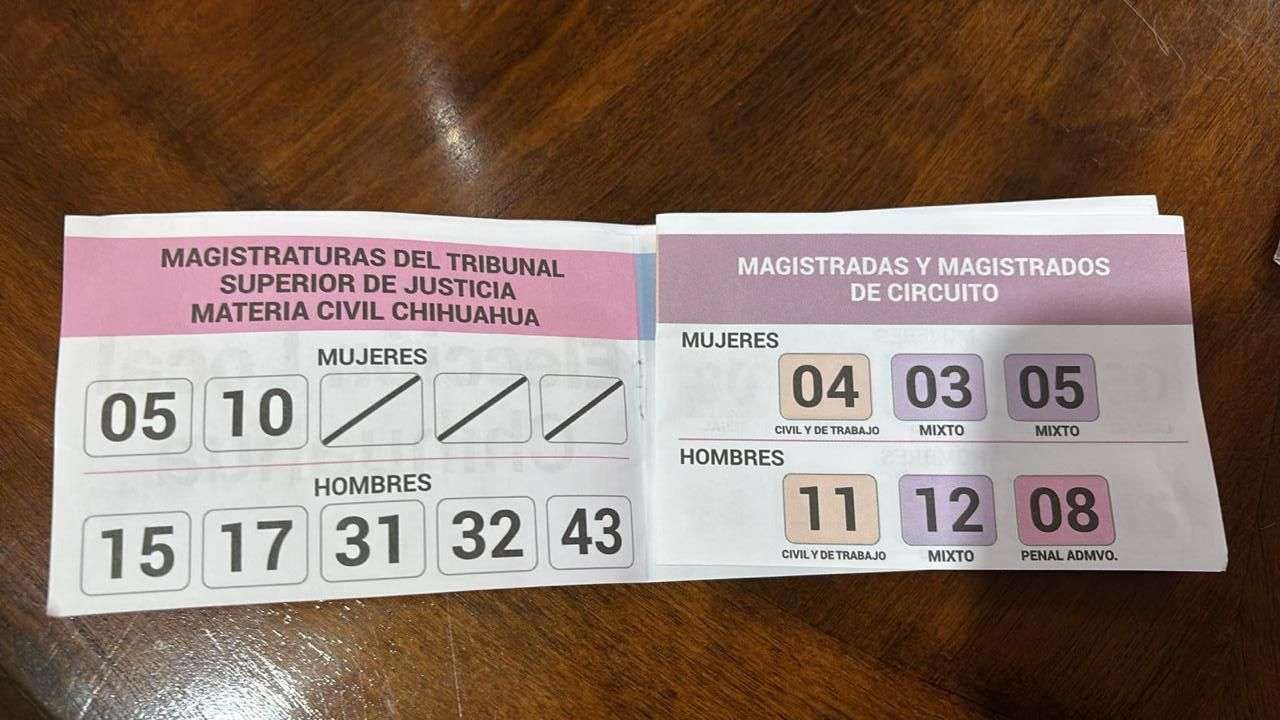 MAGISTRATURAS DEL TRIBUNAL
SUPERIOR DE JUSTICIA
MATERIA CIVIL CHIHUAHUA
MUJERES
05 10
HOMBRES
15 17 31 32 43
MAGISTRADAS Y MAGISTRADOS
DE CIRCUITO
MUJERES
04 03 05
CIVIL Y DE TRABAJO MIXTO MIXTO
HOMBRES
11 12 08
CIVIL Y DE TRABAJO MIXTO PENAL ADMVO.